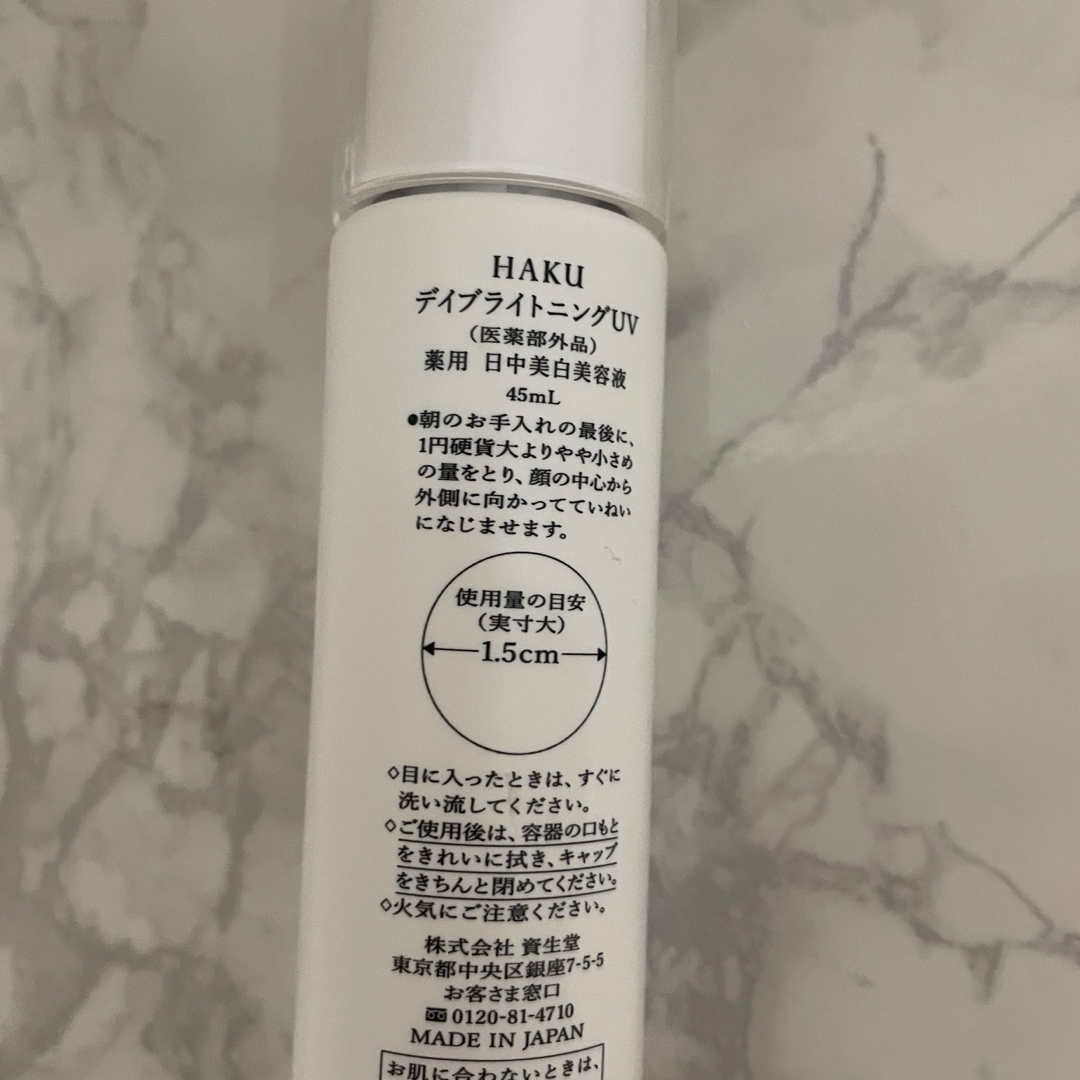 HAKU
デイブライトニングUV
（医薬部外品）
薬用 日中美白美容液
45mL
●朝のお手入れの最後に、
1円硬貨大よりやや小さめ
の量をとり、顔の中心から
外側に向かってていねい
になじませます。
使用量の目安
（実寸大）
1.5cm
◇目に入ったときは、すぐに
洗い流してください。
◇ご使用後は、容器の口もと
をきれいに拭き、キャップ
をきちんと閉めてください。
◇火気にご注意ください。
株式会社 資生堂
東京都中央区銀座7-5-5
お客さま窓口
0120-81-4710
MADE IN JAPAN
お肌に合わないときは、